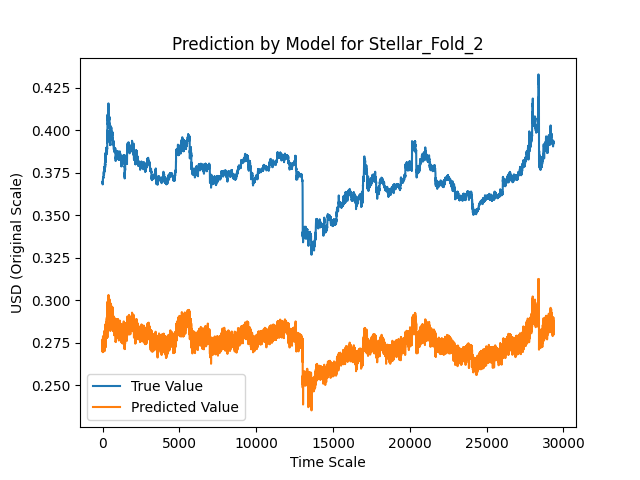 Prediction by Model for Stellar_Fold_2
USD (Original Scale)
0.425
0.400
0.375
0.350
0.325
0.300
0.275
0.250
True Value
Predicted Value
0 5000 10000 15000 20000 25000 30000
Time Scale